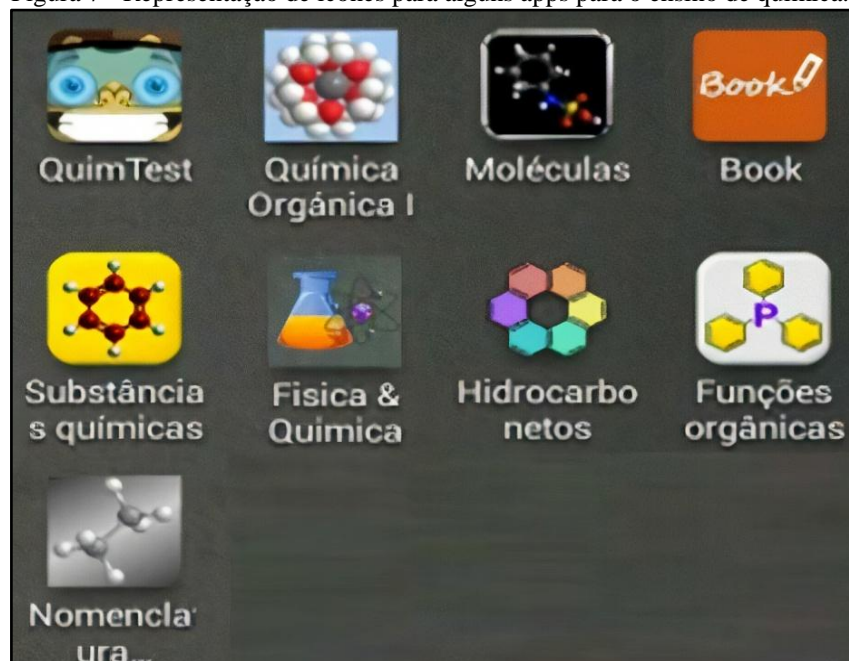 Figura 7 - Representação de ícones para alguns apps para o ensino de química.
Book
QuimTest
Química
Orgánica I
Moléculas
Book
P
Substância
s químicas
Fisica &
Quimica
Hidrocarbo
netos
Funções
orgânicas
Nomencla
ura...